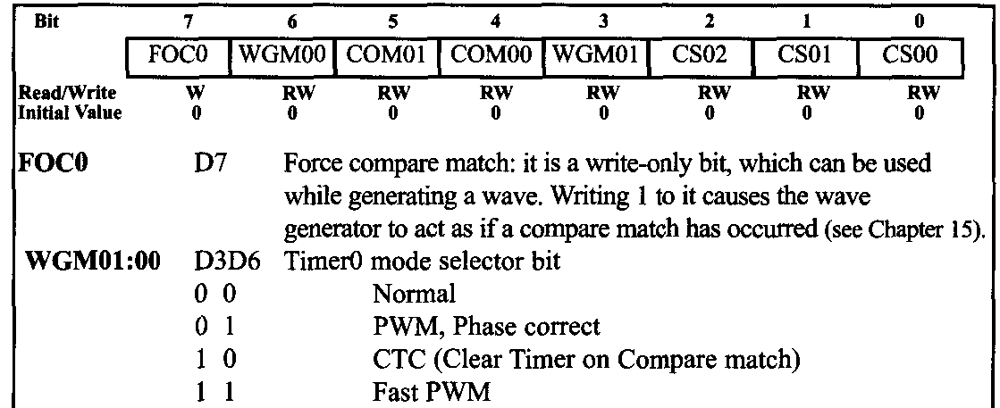 Bit 7 6 5 4 3 2 1 0
FOC0 WGM00 COM01 COM00 WGM01 CS02 CS01 CS00
Read/Write W RW RW RW RW RW RW RW
Initial Value 0 0 0 0 0 0 0 0
FOC0 D7 Force compare match: it is a write-only bit, which can be used
while generating a wave. Writing 1 to it causes the wave
generator to act as if a compare match has occurred (see Chapter 15).
WGM01:00 D3D6 Timer0 mode selector bit
0 0 Normal
0 1 PWM, Phase correct
1 0 CTC (Clear Timer on Compare match)
1 1 Fast PWM